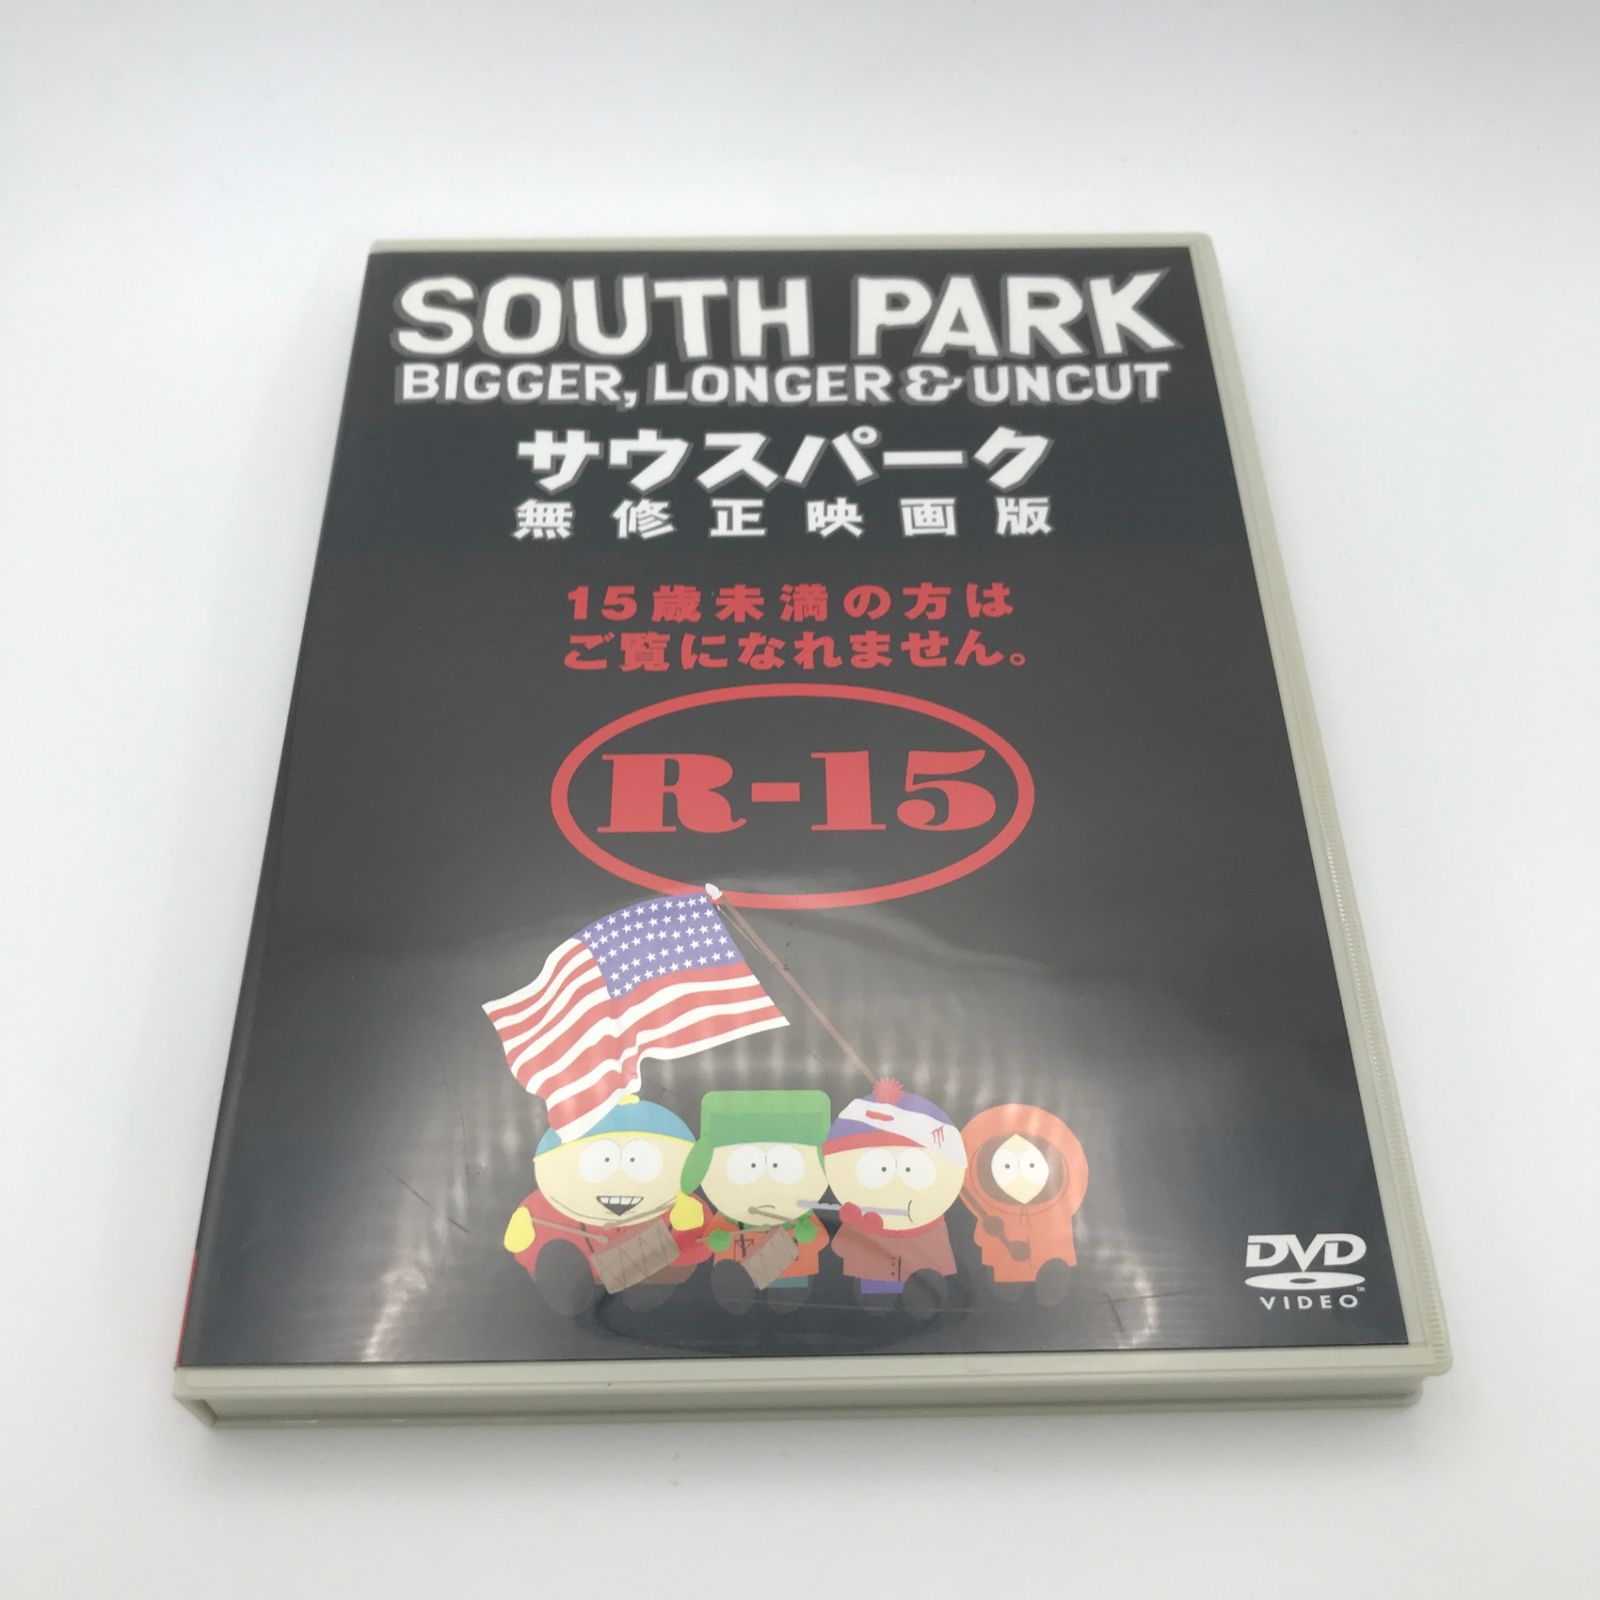 SOUTH PARK
BIGGER, LONGER & UNCUT
サウスパーク
無修正映画版
15歳未満の方は
ご覧になれません。
R-15
DVD
VIDEO